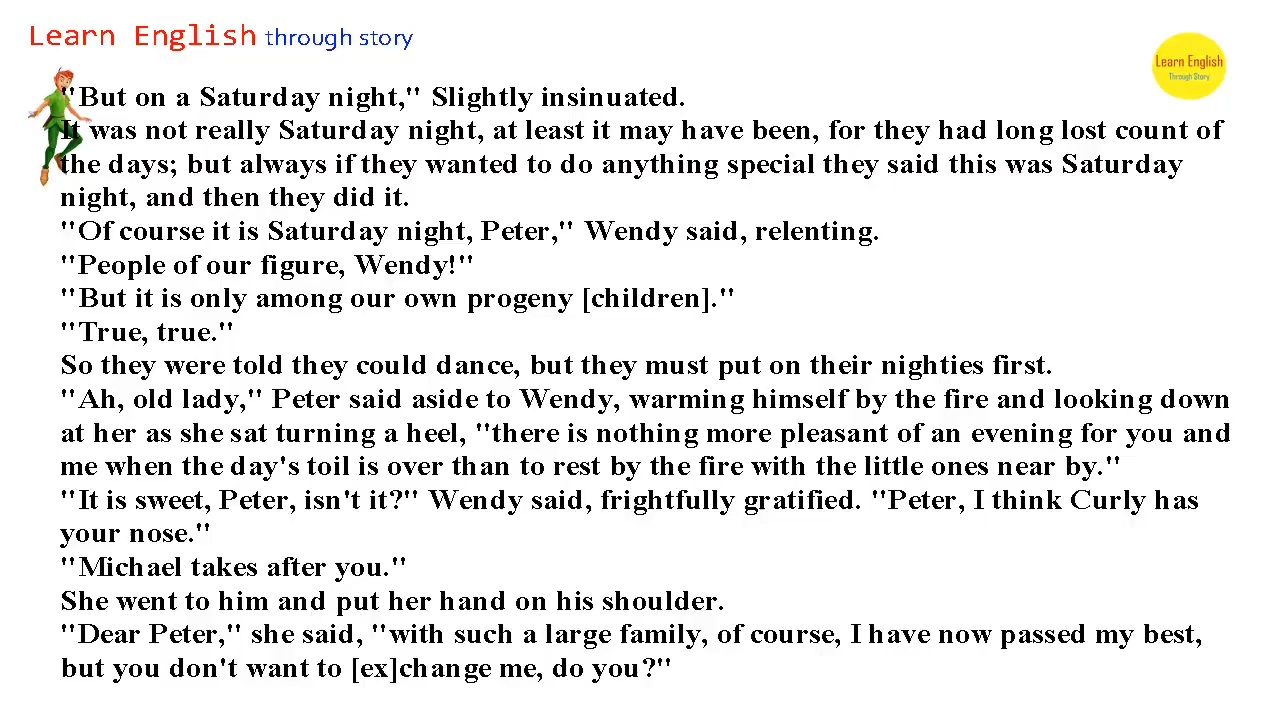 Learn English through story
Learn English
Through Story
"But on a Saturday night," Slightly insinuated.
It was not really Saturday night, at least it may have been, for they had long lost count of
the days; but always if they wanted to do anything special they said this was Saturday
night, and then they did it.
"Of course it is Saturday night, Peter," Wendy said, relenting.
"People of our figure, Wendy!"
"But it is only among our own progeny [children]."
"True, true."
So they were told they could dance, but they must put on their nighties first.
"Ah, old lady," Peter said aside to Wendy, warming himself by the fire and looking down
at her as she sat turning a heel, "there is nothing more pleasant of an evening for you and
me when the day's toil is over than to rest by the fire with the little ones near by."
"It is sweet, Peter, isn't it?" Wendy said, frightfully gratified. "Peter, I think Curly has
your nose."
"Michael takes after you."
She went to him and put her hand on his shoulder.
"Dear Peter," she said, "with such a large family, of course, I have now passed my best,
but you don't want to [ex]change me, do you?"